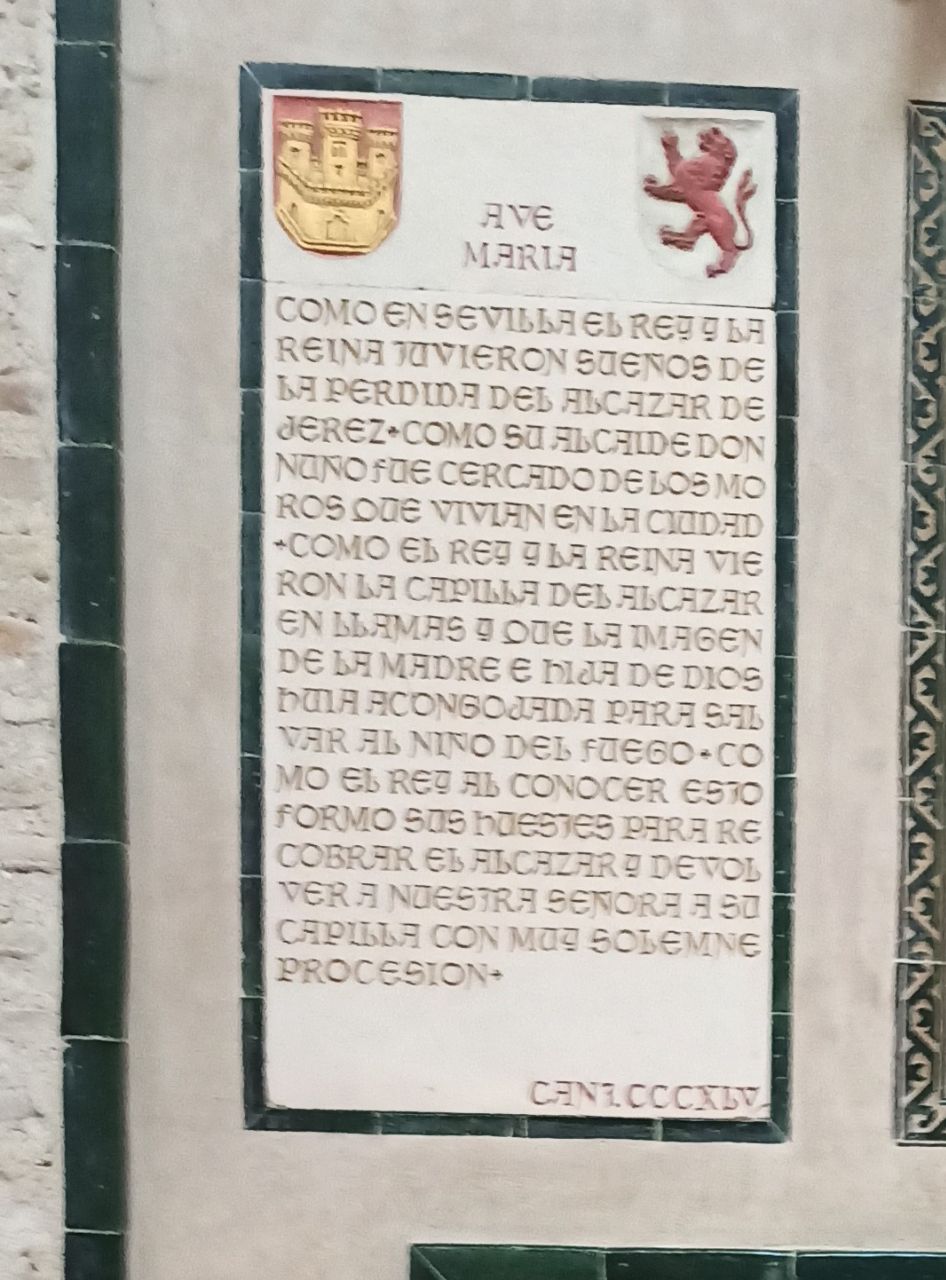 AVE
MARIA
COMO EN SEVILLA EL REY Y LA
REINA TUVIERON SUEÑOS DE
LA PERDIDA DEL ALCAZAR DE
JEREZ+COMO SU ALCAIDE DON
NUÑO FUE CERCADO DE LOS MO
ROS QUE VIVIAN EN LA CIUDAD
+COMO EL REY Y LA REINA VIE
RON LA CAPILLA DEL ALCAZAR
EN LLAMAS Y QUE LA IMAGEN
DE LA MADRE E HIJA DE DIOS
HUIA ACONGOJADA PARA SAL
VAR AL NIÑO DEL FUEGO+CO
MO EL REY AL CONOCER ESTO
FORMO SUS HUESTES PARA RE
COBRAR EL ALCAZAR Y DEVOL
VER A NUESTRA SEÑORA A SU
CAPILLA CON MUY SOLEMNE
PROCESION+
CANT. CCCXLV